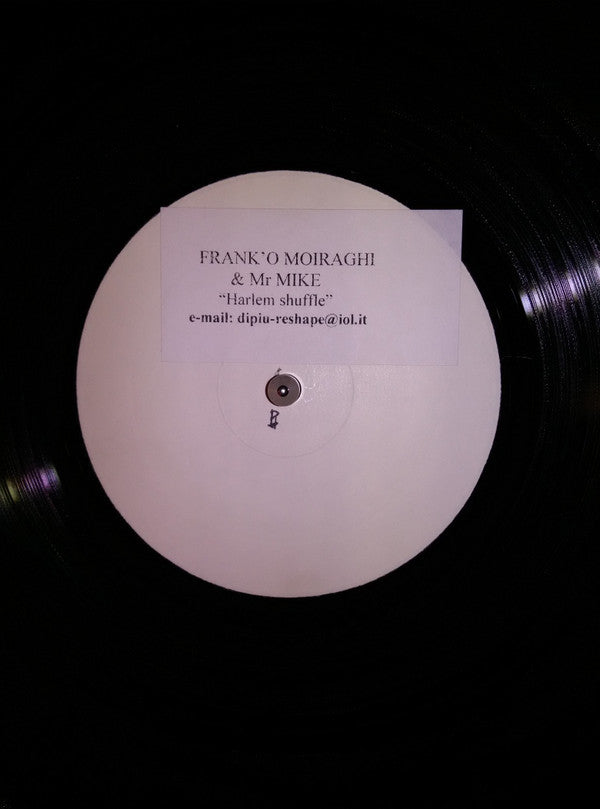 FRANK'O MOIRAGHI
& Mr MIKE
“Harlem shuffle”
e-mail: dipiu-reshape@iol.it
B